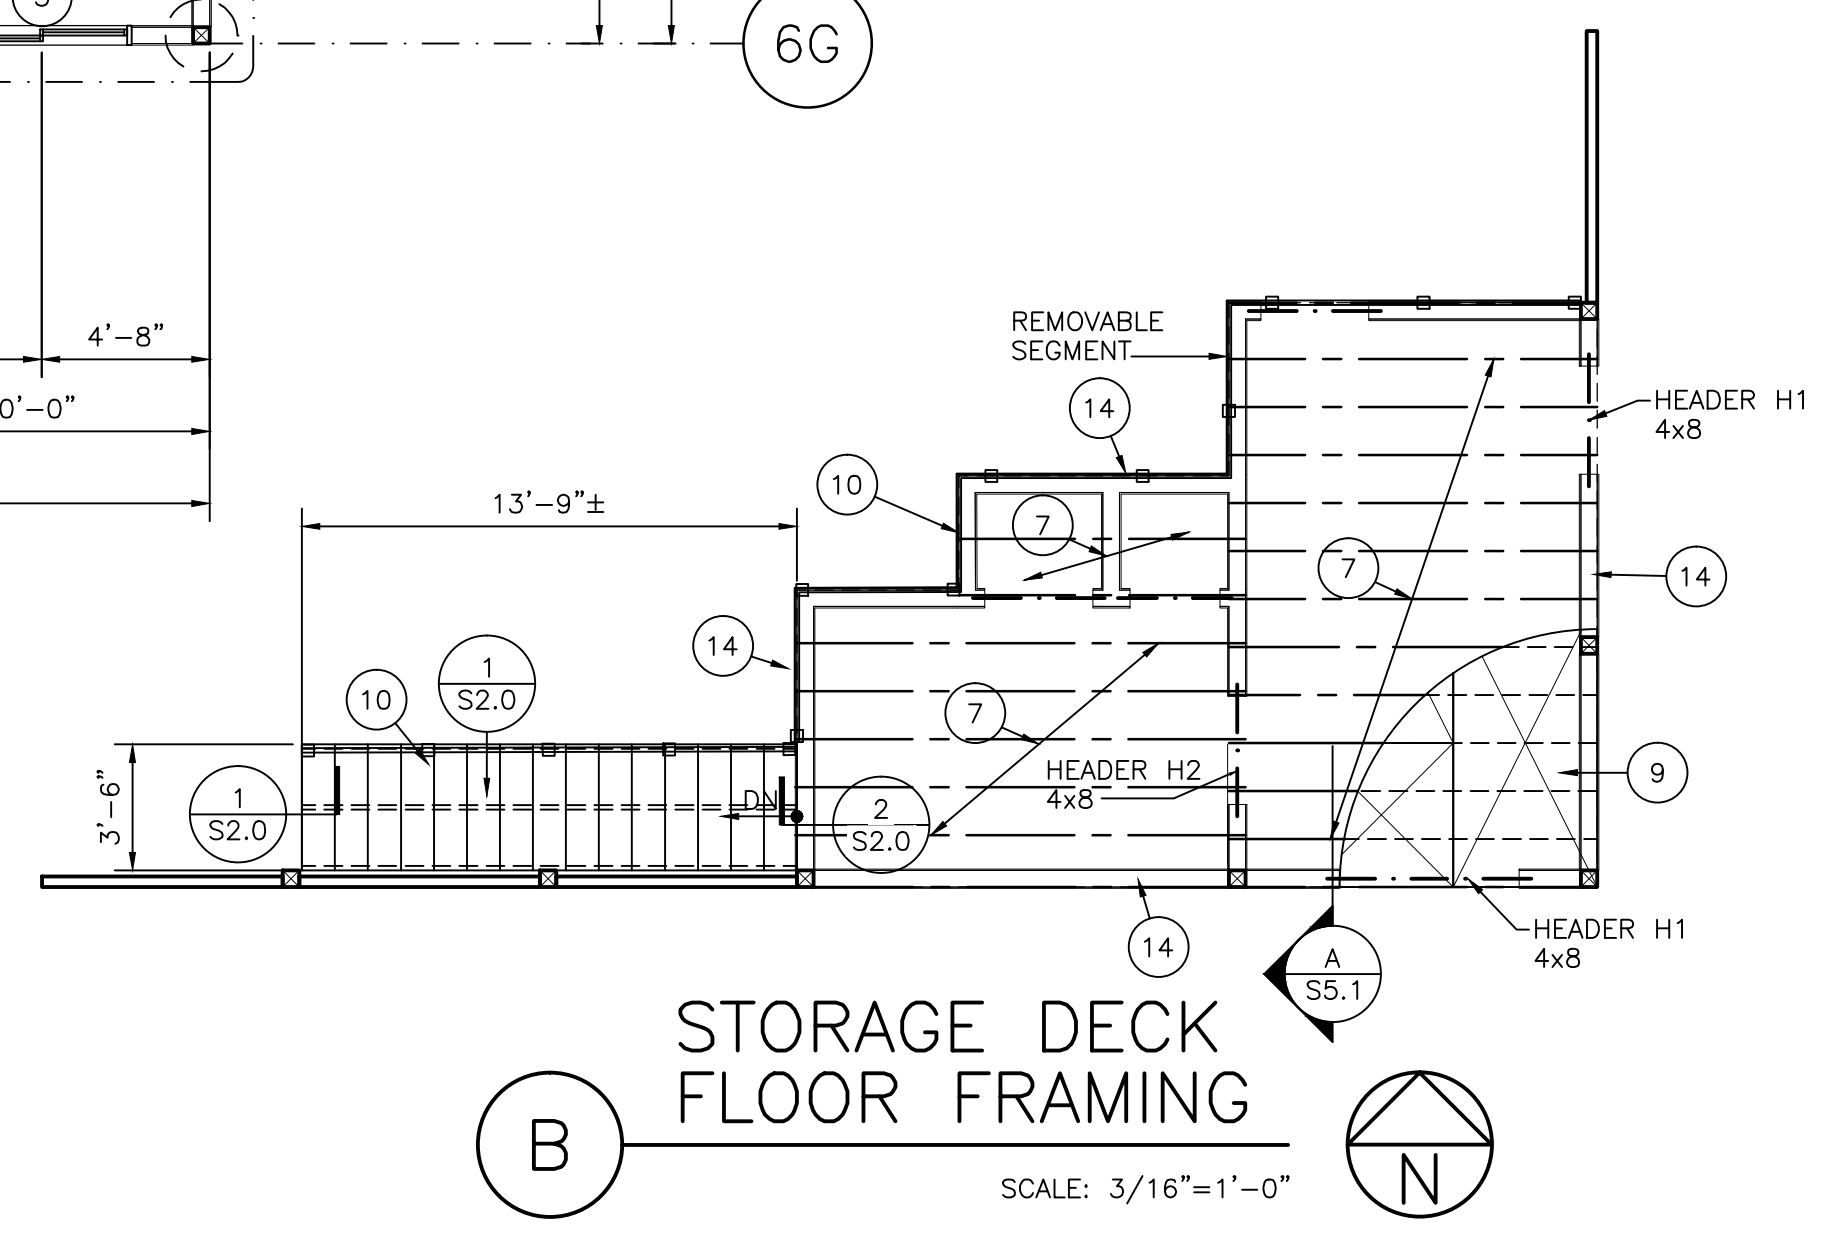 6G
4'-8"
0'-0"
REMOVABLE
SEGMENT
14
HEADER H1
4x8
10
13'-9"±
7
7
14
14
1
S2.0
10
7
3'-6"
1
S2.0
DN
2
S2.0
HEADER H2
4x8
9
14
HEADER H1
4x8
A
S5.1
STORAGE DECK
FLOOR FRAMING
B
SCALE: 3/16"=1'-0"
N